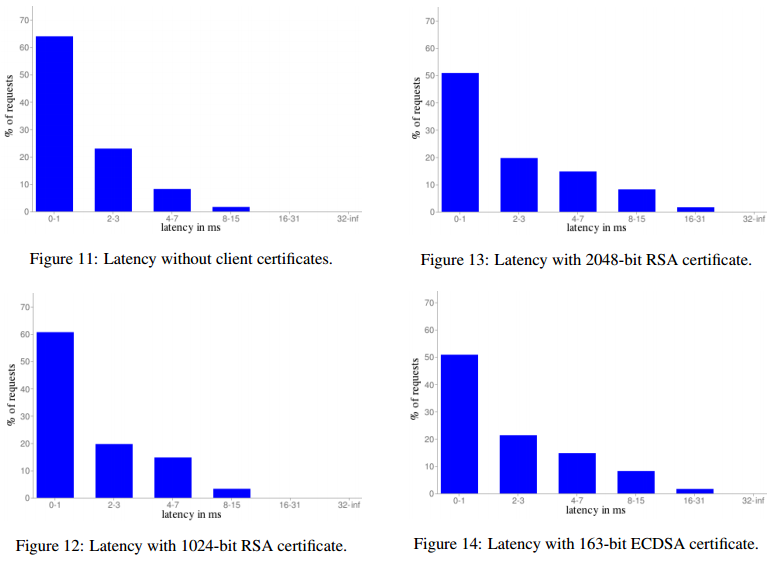 70
60
50
40
30
20
10
0
% of requests
0-1 2-3 4-7 8-15 16-31 32-inf
latency in ms
Figure 11: Latency without client certificates.
70
60
50
40
30
20
10
0
% of requests
0-1 2-3 4-7 8-15 16-31 32-inf
latency in ms
Figure 13: Latency with 2048-bit RSA certificate.
70
60
50
40
30
20
10
0
% of requests
0-1 2-3 4-7 8-15 16-31 32-inf
latency in ms
Figure 12: Latency with 1024-bit RSA certificate.
70
60
50
40
30
20
10
0
% of requests
0-1 2-3 4-7 8-15 16-31 32-inf
latency in ms
Figure 14: Latency with 163-bit ECDSA certificate.